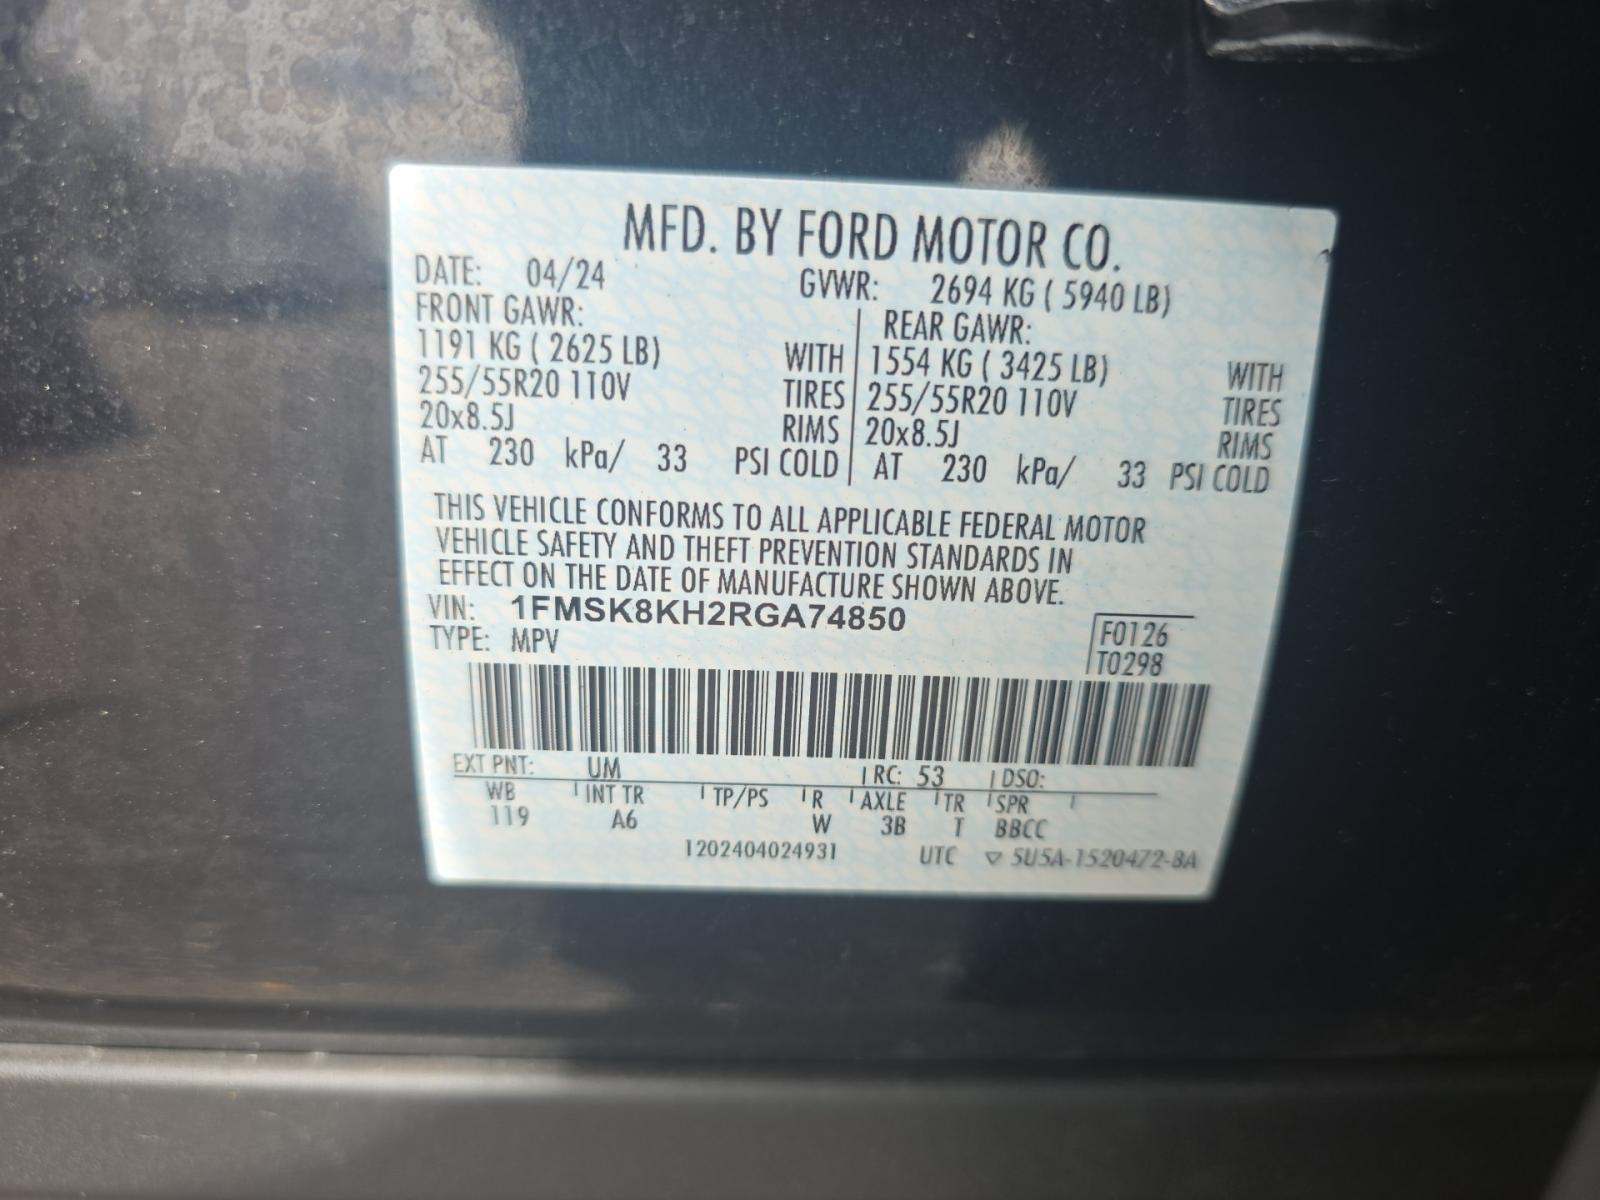 MFD. BY FORD MOTOR CO.
DATE: 04/24 GVWR: 2694 KG ( 5940 LB)
FRONT GAWR: REAR GAWR:
1191 KG ( 2625 LB) WITH 1554 KG ( 3425 LB) WITH
255/55R20 110V TIRES 255/55R20 110V TIRES
20x8.5J RIMS 20x8.5J RIMS
AT 230 kPa/ 33 PSI COLD AT 230 kPa/ 33 PSI COLD
THIS VEHICLE CONFORMS TO ALL APPLICABLE FEDERAL MOTOR
VEHICLE SAFETY AND THEFT PREVENTION STANDARDS IN
EFFECT ON THE DATE OF MANUFACTURE SHOWN ABOVE.
VIN: 1FMSK8KH2RGA74850
TYPE: MPV
F0126
T0298
EXT PNT: UM RC: 53 DSO:
WB INT TR TP/PS R AXLE TR SPR
119 A6 W 3B T BBCC
1202404024931 UTC ▽ 5U5A-1520472-BA